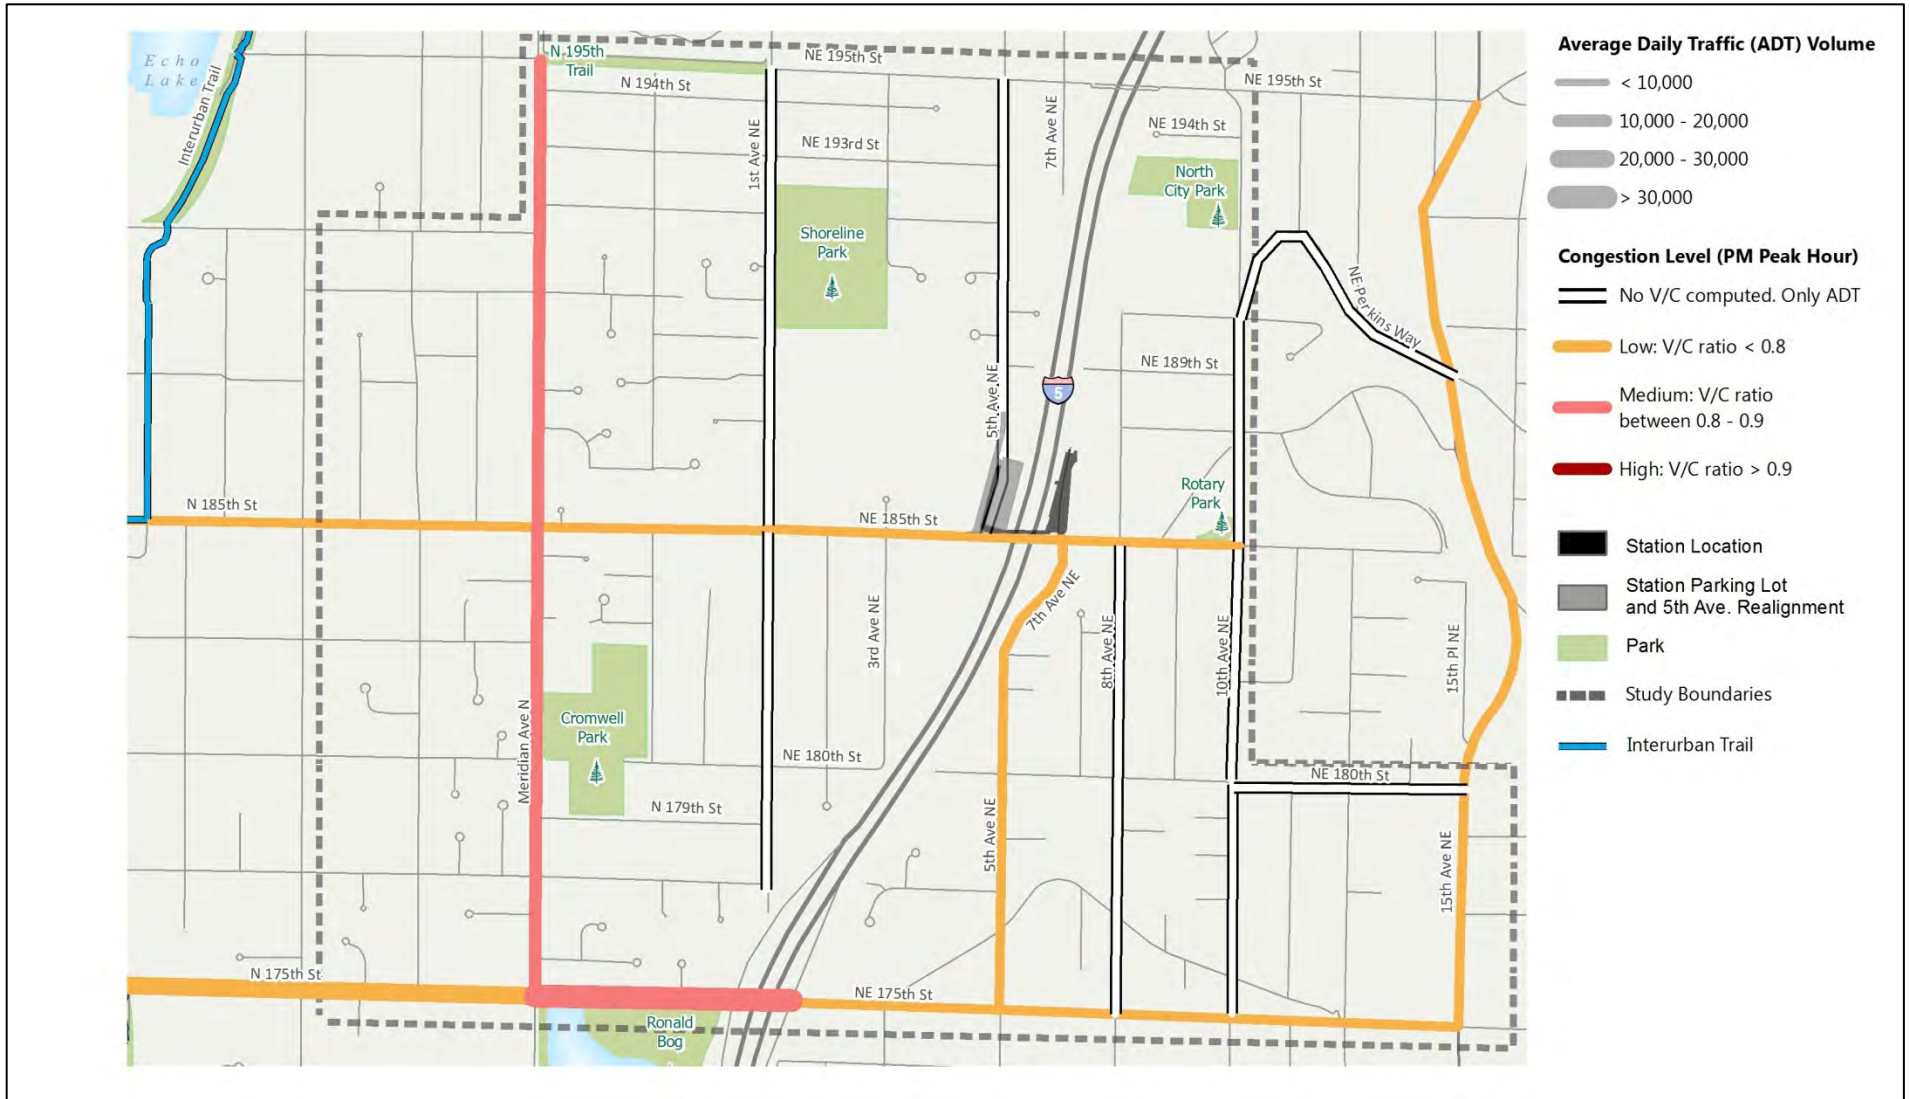 Echo
Lake
Interurban Trail
N 195th
Trail
NE 195th St
NE 195th St
N 194th St
1st Ave NE
NE 193rd St
7th Ave NE
NE 194th St
North
City Park
Shoreline
Park
NE Perkins Way
NE 189th St
5
5th Ave NE
Rotary
Park
N 185th St
NE 185th St
7th Ave NE
3rd Ave NE
8th Ave NE
10th Ave NE
15th Pl NE
Meridian Ave N
Cromwell
Park
NE 180th St
NE 180th St
N 179th St
5th Ave NE
15th Ave NE
N 175th St
NE 175th St
Ronald
Bog
Average Daily Traffic (ADT) Volume
< 10,000
10,000 - 20,000
20,000 - 30,000
> 30,000
Congestion Level (PM Peak Hour)
No V/C computed. Only ADT
Low: V/C ratio < 0.8
Medium: V/C ratio
between 0.8 - 0.9
High: V/C ratio > 0.9
Station Location
Station Parking Lot
and 5th Ave. Realignment
Park
Study Boundaries
Interurban Trail